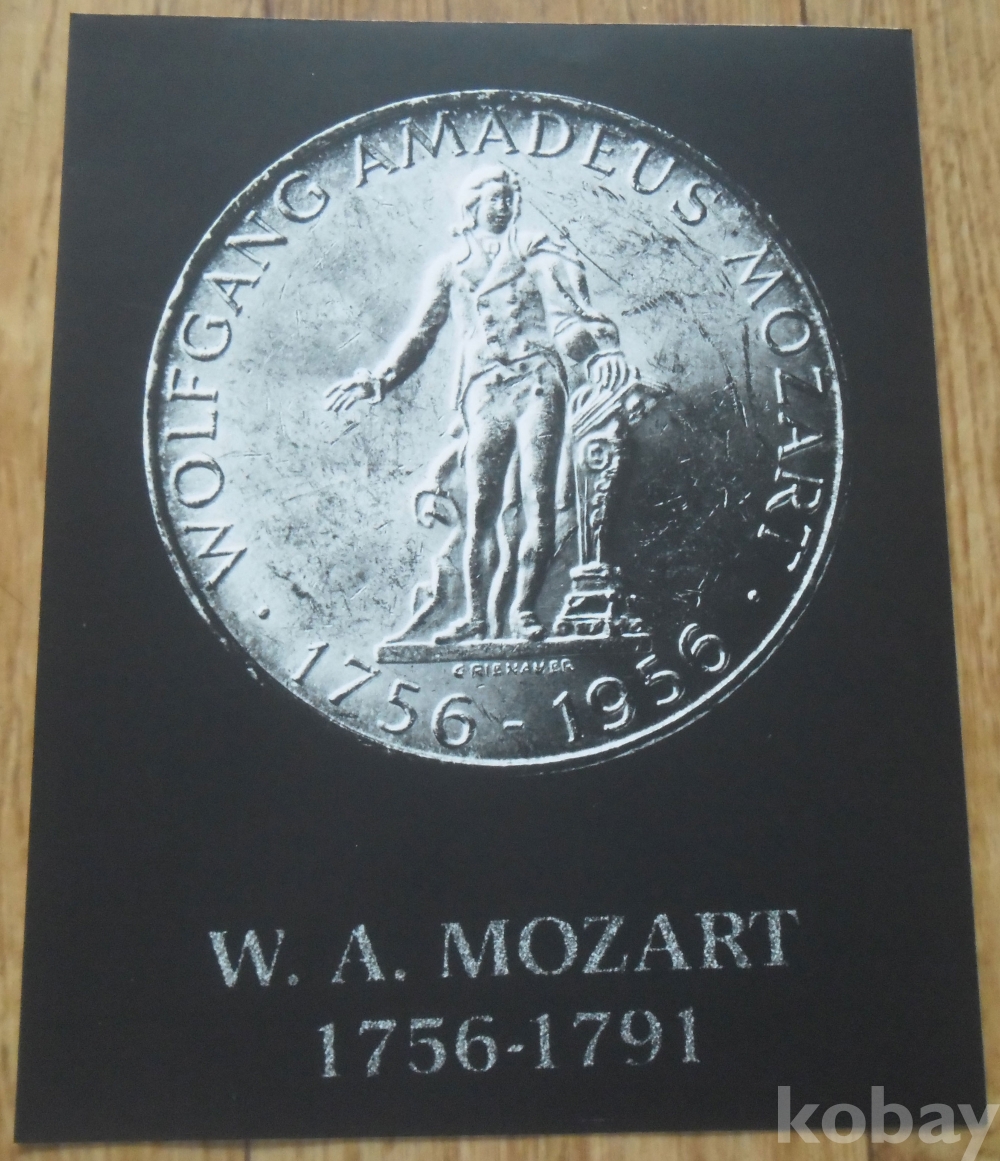 WOLFGANG AMADEUS MOZART
· 1756 - 1956 ·
GRIENAUER
W. A. MOZART
1756-1791
kobay